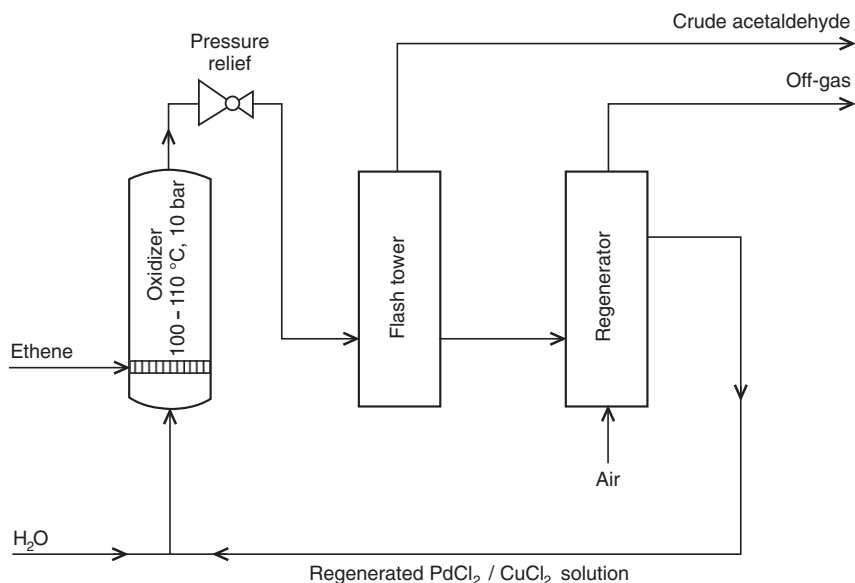 Crude acetaldehyde
Pressure
relief
Off-gas
Oxidizer
100 – 110 °C, 10 bar
Flash tower
Regenerator
Ethene
Air
H₂O
Regenerated PdCl₂ / CuCl₂ solution